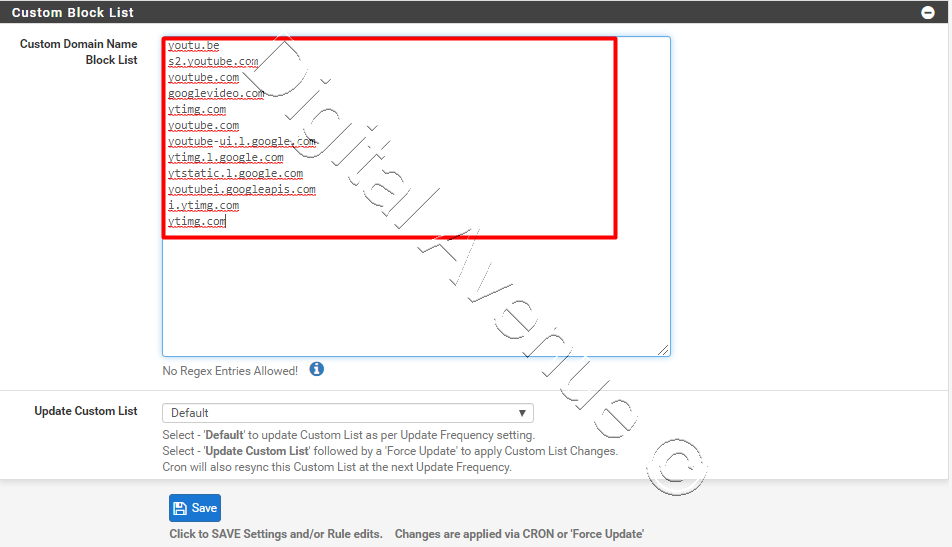 Custom Block List
Custom Domain Name
Block List
youtu.be
s2.youtube.com
youtube.com
googlevideo.com
ytimg.com
youtube.com
youtube-ui.l.google.com
ytimg.l.google.com
ytstatic.l.google.com
youtubei.googleapis.com
i.ytimg.com
ytimg.com
No Regex Entries Allowed!
Update Custom List
Default
Select - 'Default' to update Custom List as per Update Frequency setting.
Select - 'Update Custom List' followed by a 'Force Update' to apply Custom List Changes.
Cron will also resync this Custom List at the next Update Frequency.
Save
Click to SAVE Settings and/or Rule edits. Changes are applied via CRON or 'Force Update'
Digital Avenue ©